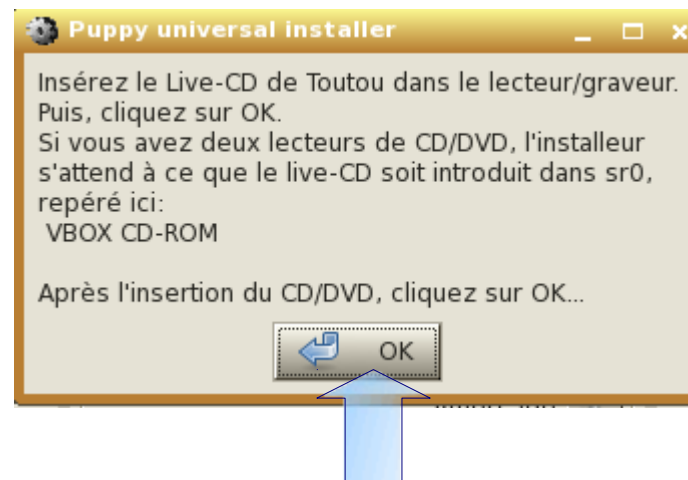 Puppy universal installer
Insérez le Live-CD de Toutou dans le lecteur/graveur.
Puis, cliquez sur OK.
Si vous avez deux lecteurs de CD/DVD, l'installeur
s'attend à ce que le live-CD soit introduit dans sr0,
repéré ici:
VBOX CD-ROM
Après l'insertion du CD/DVD, cliquez sur OK...
OK